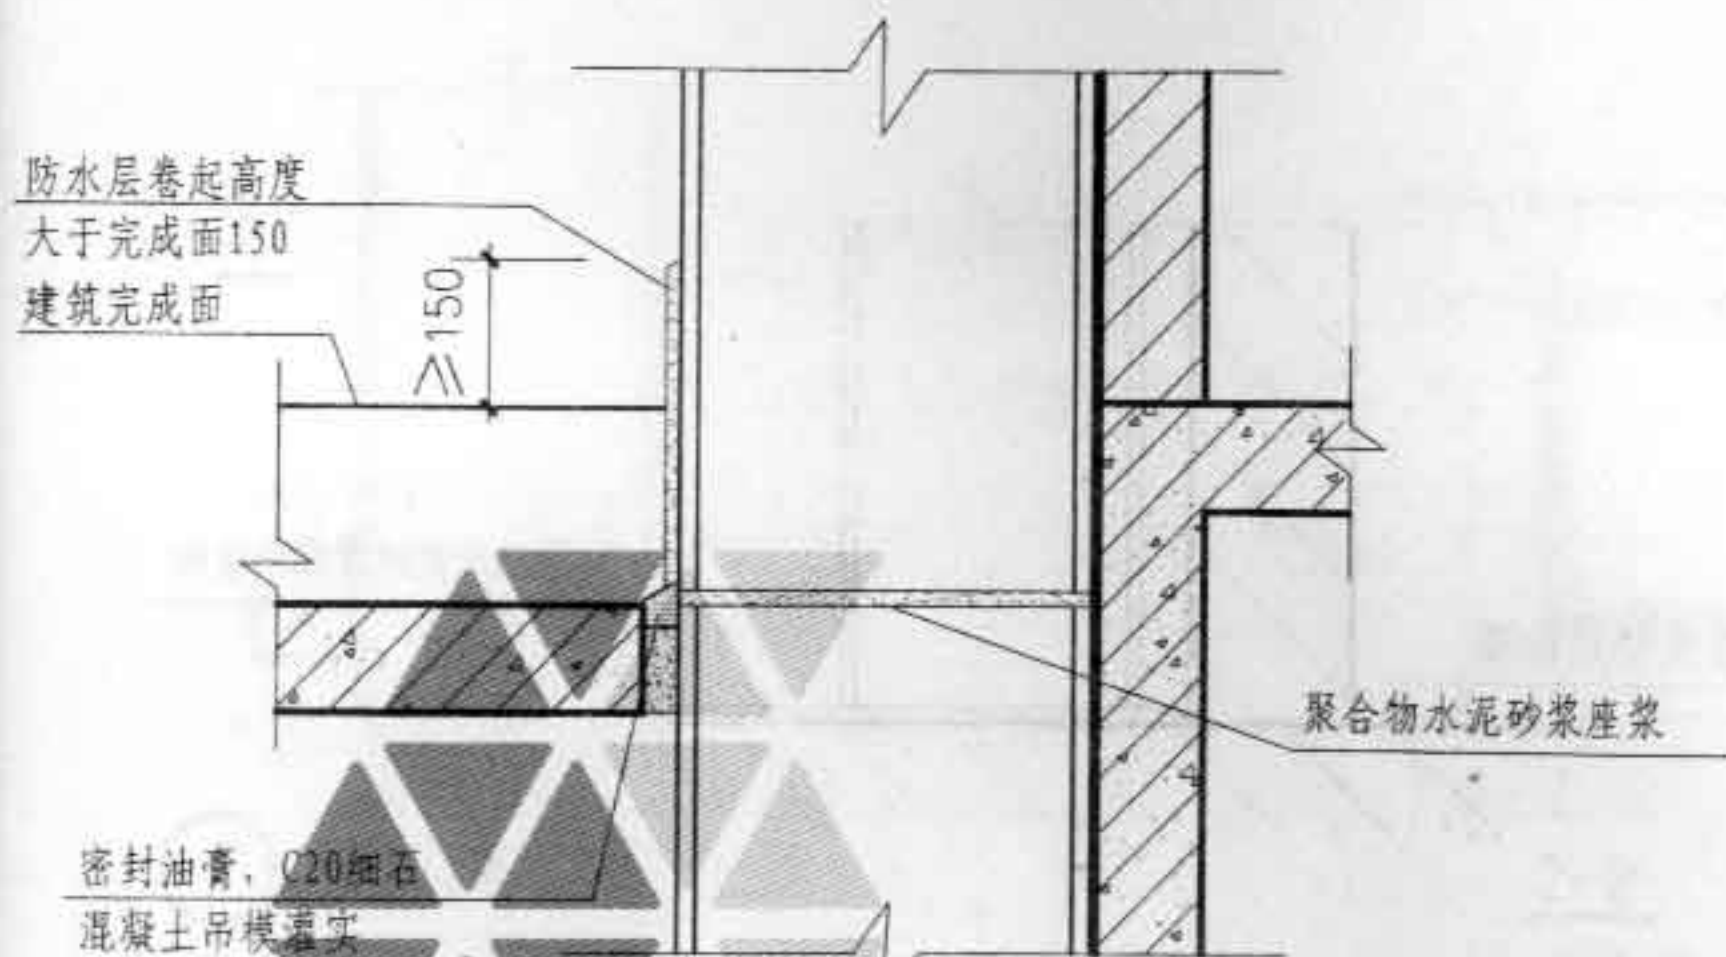 防水层卷起高度
大于完成面150
建筑完成面
≥150
聚合物水泥砂浆座浆
密封油膏，C20细石
混凝土吊模灌实